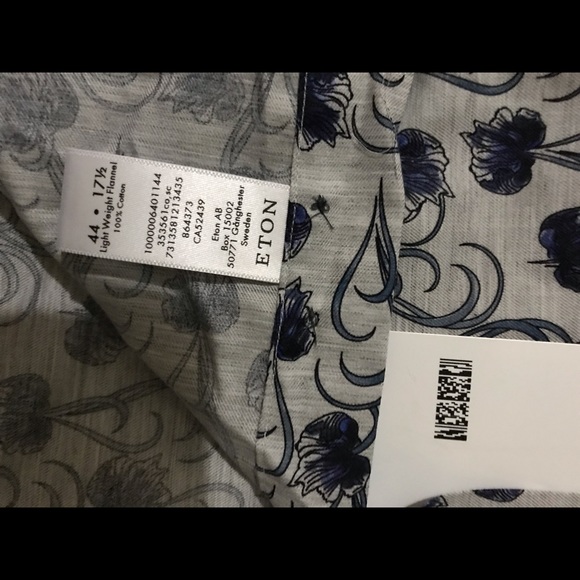 44 • 17½
Light Weight Flannel
100% Cotton
1000006401144
353561co,sc
7313581213435
864373
CA52439
Eton AB
Box 15002
50771 Gånghester
Sweden
ETON